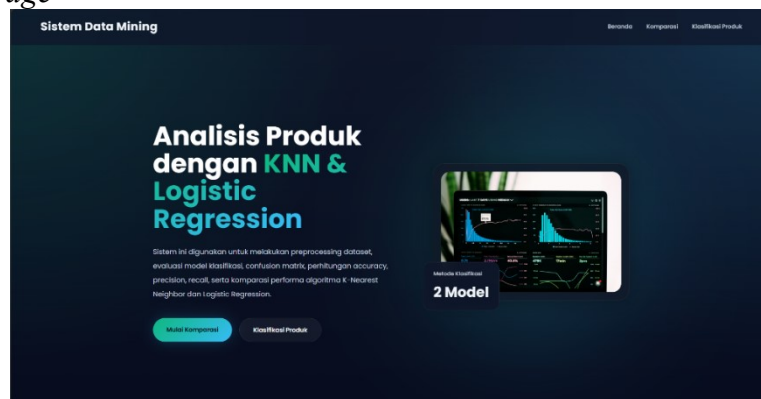 age
Sistem Data Mining
Beranda Komparasi Klasifikasi Produk
Analisis Produk
dengan KNN &
Logistic
Regression
Sistem ini digunakan untuk melakukan preprocessing dataset,
evaluasi model klasifikasi, confusion matrix, perhitungan accuracy,
precision, recall, serta komparasi performa algoritma K-Nearest
Neighbor dan Logistic Regression.
Mulai Komparasi Klasifikasi Produk
Metode Klasifikasi
2 Model